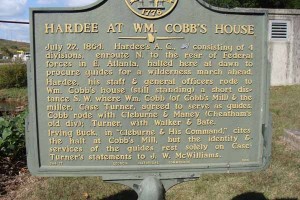 1776
HARDEE AT WM. COBB'S HOUSE
July 22, 1864. Hardee's A. C., consisting of 4
divisions, enroute N. to the rear of Federal
forces in E. Atlanta, halted here at dawn to
procure guides for a wilderness march ahead.
Hardee, his staff & general officers rode to
Wm. Cobb's house (still standing) a short dis-
tance S. W. where Wm. Cobb (of Cobb's Mill) & the
miller, Case Turner, agreed to serve as guides.
Cobb rode with Cleburne & Maney (Cheatham's
old div.); Turner, with Walker & Bate.
Irving Buck, in "Cleburne & His Command," cites
the halt at Cobb's Mill, but the identity &
services of the guides rest solely on Case
Turner's statements to J. W. McWilliams.